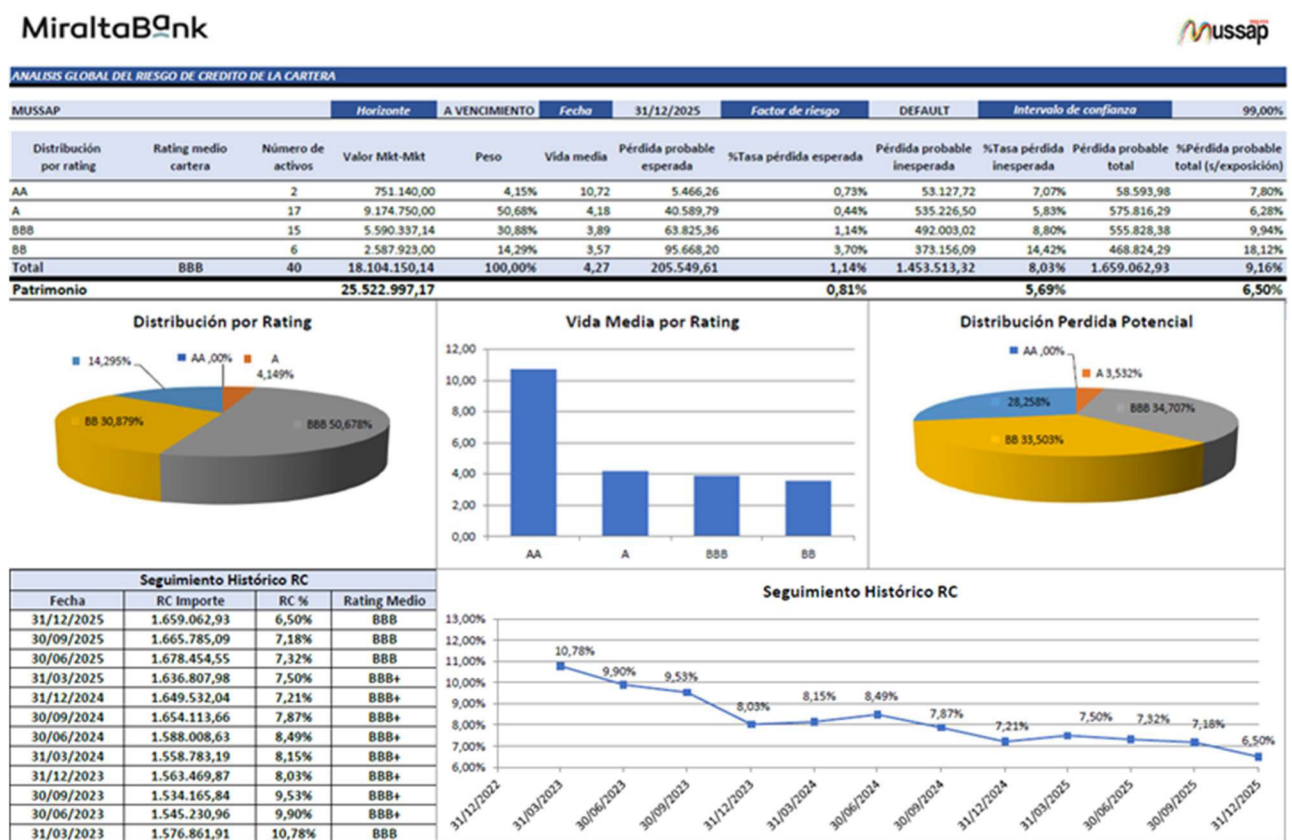 MiraltaBank
Mussap
ANALISIS GLOBAL DEL RIESGO DE CREDITO DE LA CARTERA
MUSSAP Horizonte A VENCIMIENTO Fecha 31/12/2025 Factor de riesgo DEFAULT Intervalo de confianza 99,00%
Distribución por rating Rating medio cartera Número de activos Valor Mkt-Mkt Peso Vida media Pérdida probable esperada %Tasa pérdida esperada Pérdida probable inesperada %Tasa pérdida inesperada Pérdida probable total %Pérdida probable total (s/exposición)
AA 2 751.140,00 4,15% 10,72 5.466,26 0,73% 53.127,72 7,07% 58.593,98 7,80%
A 17 9.174.750,00 50,68% 4,18 40.589,79 0,44% 535.226,50 5,83% 575.816,29 6,28%
BBB 15 5.590.337,14 30,88% 3,89 63.825,36 1,14% 492.003,02 8,80% 555.828,38 9,94%
BB 6 2.587.923,00 14,29% 3,57 95.668,20 3,70% 373.156,09 14,42% 468.824,29 18,12%
Total BBB 40 18.104.150,14 100,00% 4,27 205.549,61 1,14% 1.453.513,32 8,03% 1.659.062,93 9,16%
Patrimonio 25.522.997,17 0,81% 5,69% 6,50%
Distribución por Rating
14,295% AA ,00% A 4,149%
BB 30,879% BBB 50,678%
Vida Media por Rating
12,00
10,00
8,00
6,00
4,00
2,00
0,00
AA A BBB BB
Distribución Perdida Potencial
AA ,00%
A 3,532%
28,258% BBB 34,707%
BB 33,503%
Seguimiento Histórico RC
Fecha RC Importe RC % Rating Medio
31/12/2025 1.659.062,93 6,50% BBB
30/09/2025 1.665.785,09 7,18% BBB
30/06/2025 1.678.454,55 7,32% BBB
31/03/2025 1.636.807,98 7,50% BBB+
31/12/2024 1.649.532,04 7,21% BBB+
30/09/2024 1.654.113,66 7,87% BBB+
30/06/2024 1.588.008,63 8,49% BBB+
31/03/2024 1.558.783,19 8,15% BBB+
31/12/2023 1.563.469,87 8,03% BBB+
30/09/2023 1.534.165,84 9,53% BBB+
30/06/2023 1.545.230,96 9,90% BBB+
31/03/2023 1.576.861,91 10,78% BBB
Seguimiento Histórico RC
13,00%
12,00%
11,00%
10,00%
9,00%
8,00%
7,00%
6,00%
10,78% 9,90% 9,53% 8,03% 8,15% 8,49% 7,87% 7,21% 7,50% 7,32% 7,18% 6,50%
31/12/2022 31/03/2023 30/06/2023 30/09/2023 31/12/2023 31/03/2024 30/06/2024 30/09/2024 31/12/2024 31/03/2025 30/06/2025 30/09/2025 31/12/2025